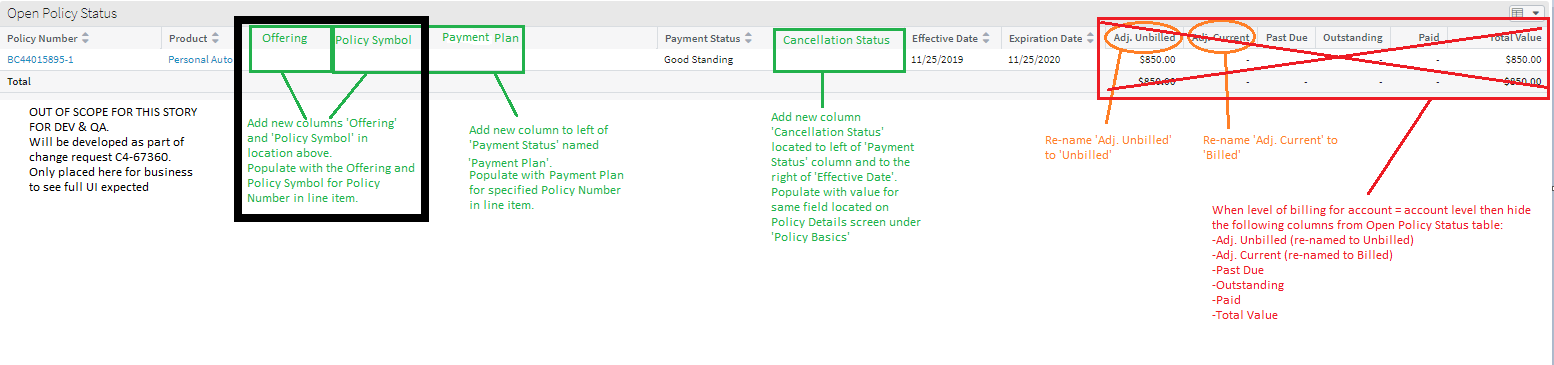 Open Policy Status
Policy Number Product Offering Policy Symbol Payment Plan Payment Status Cancellation Status Effective Date Expiration Date Adj. Unbilled Adj. Current Past Due Outstanding Paid Total Value
BC44015895-1 Personal Auto Good Standing 11/25/2019 11/25/2020 $850.00 - - - - $850.00
Total $850.00 - - - - $850.00
OUT OF SCOPE FOR THIS STORY
FOR DEV & QA.
Will be developed as part of
change request C4-67360.
Only placed here for business
to see full UI expected
Add new columns 'Offering'
and 'Policy Symbol' in
location above.
Populate with the Offering and
Policy Symbol for Policy
Number in line item.
Add new column to left of
'Payment Status' named
'Payment Plan'.
Populate with Payment Plan
for specified Policy Number
in line item.
Add new column
'Cancellation Status'
located to left of 'Payment
Status' column and to the
right of 'Effective Date'.
Populate with value for
same field located on
Policy Details screen under
'Policy Basics'
Re-name 'Adj. Unbilled'
to 'Unbilled'
Re-name 'Adj. Current' to
'Billed'
When level of billing for account = account level then hide
the following columns from Open Policy Status table:
-Adj. Unbilled (re-named to Unbilled)
-Adj. Current (re-named to Billed)
-Past Due
-Outstanding
-Paid
-Total Value